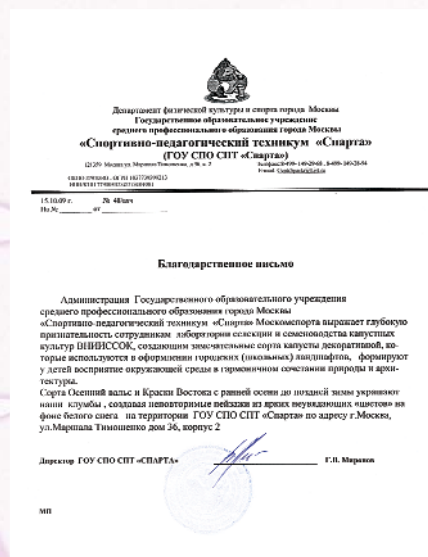 Департамент физической культуры и спорта города Москвы
Государственное образовательное учреждение
среднего профессионального образования города Москвы
«Спортивно-педагогический техникум «Спарта»
(ГОУ СПО СПТ «Спарта»)
15.10.09 г. № 48/исч
На № от
Благодарственное письмо
Администрация Государственного образовательного учреждения
среднего профессионального образования города Москвы
«Спортивно-педагогический техникум «Спарта» Москомспорта выражает глубокую
признательность сотрудникам лаборатории селекции и семеноводства капустных
культур ВНИИССОК, создающим замечательные сорта капусты декоративной, ко-
торые используются в оформлении городских (школьных) ландшафтов, формируют
у детей восприятие окружающей среды в гармоничном сочетании природы и архи-
тектуры.
Сорта Осенний вальс и Краски Востока с ранней осени до поздней зимы украшают
наши клумбы , создавая неповторимые пейзажи из ярких неувядающих «цветов» на
фоне белого снега на территории ГОУ СПО СПТ «Спарта» по адресу г.Москва,
ул.Маршала Тимошенко дом 36, корпус 2
Директор ГОУ СПО СПТ «СПАРТА»
МП